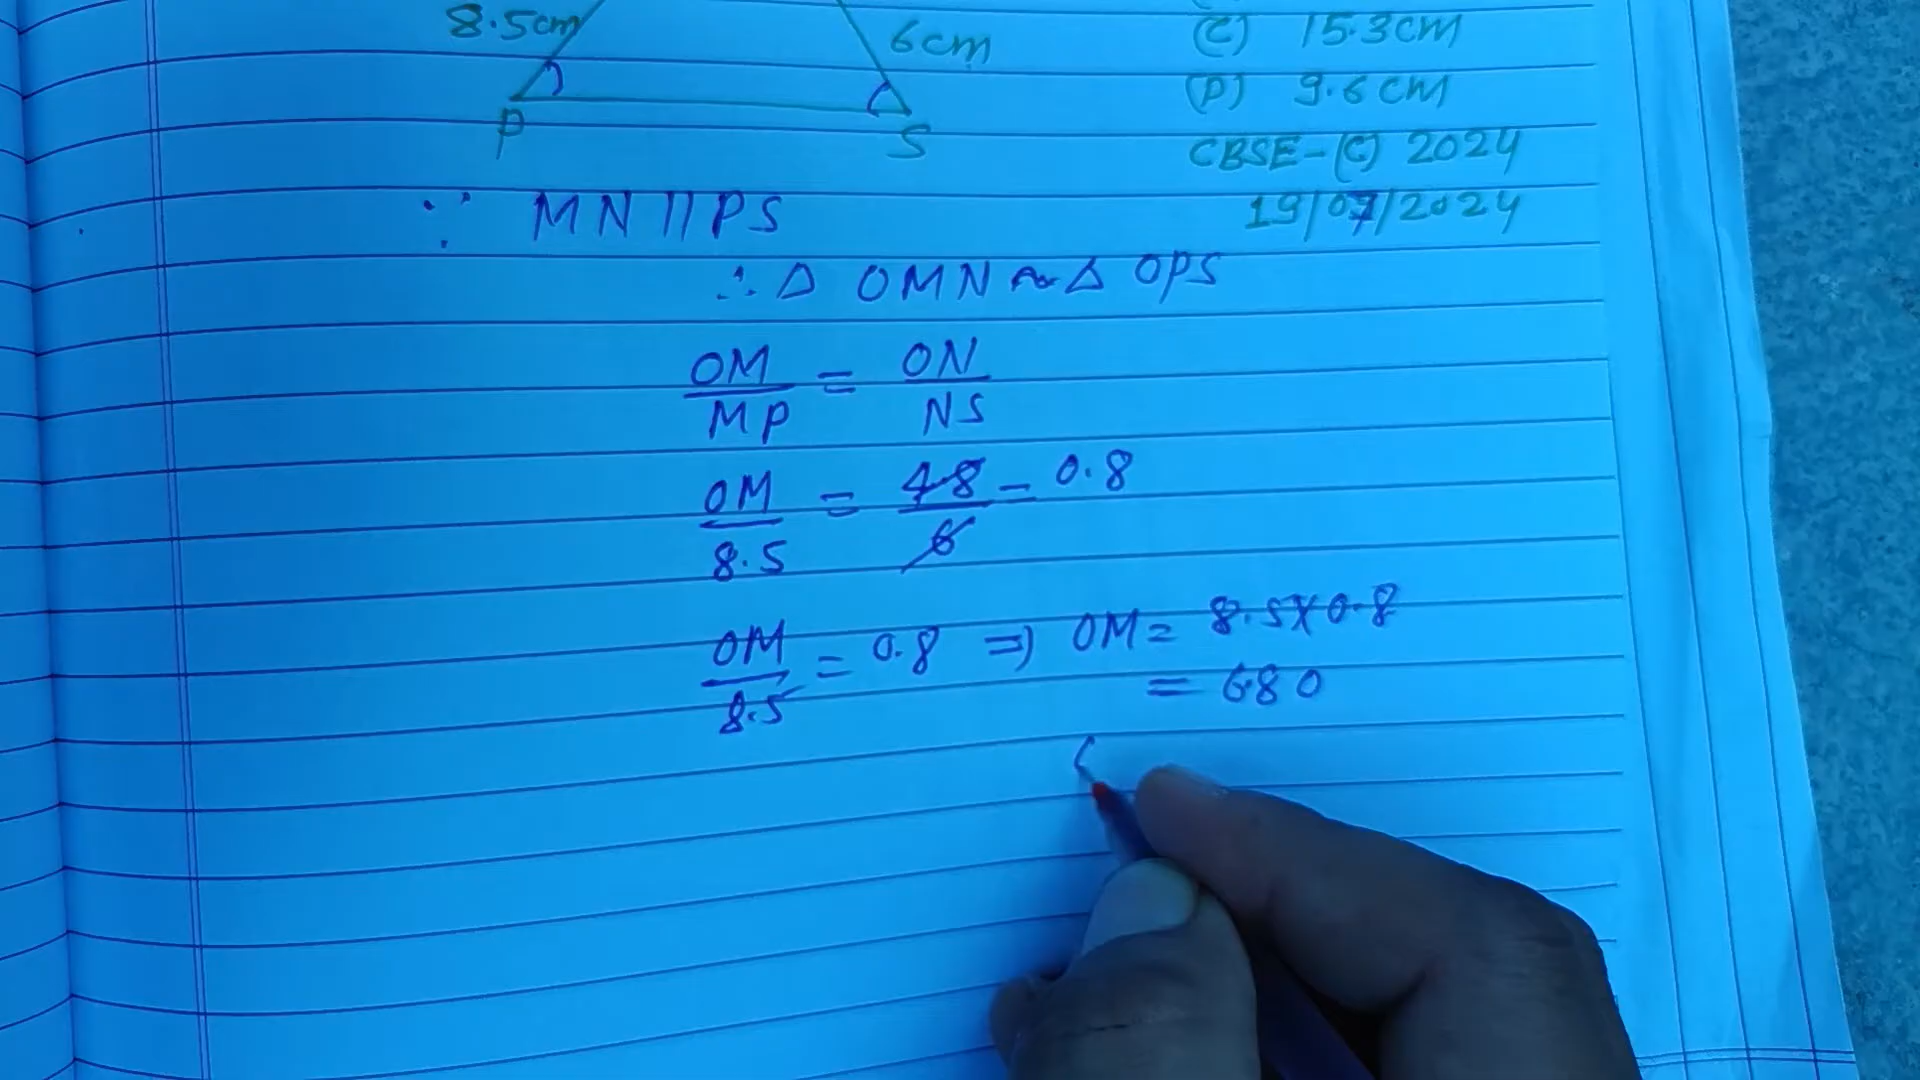 8.5cm
6cm
(C) 15.3cm
(D) 9.6cm
P
S
CBSE-(C) 2024
19/07/2024
∵ MN||PS
∴ Δ OMN ~ Δ OPS
OM/MP = ON/NS
OM/8.5 = 4.8/6 = 0.8
OM/8.5 = 0.8 ⇒ OM = 8.5×0.8
= 6.80